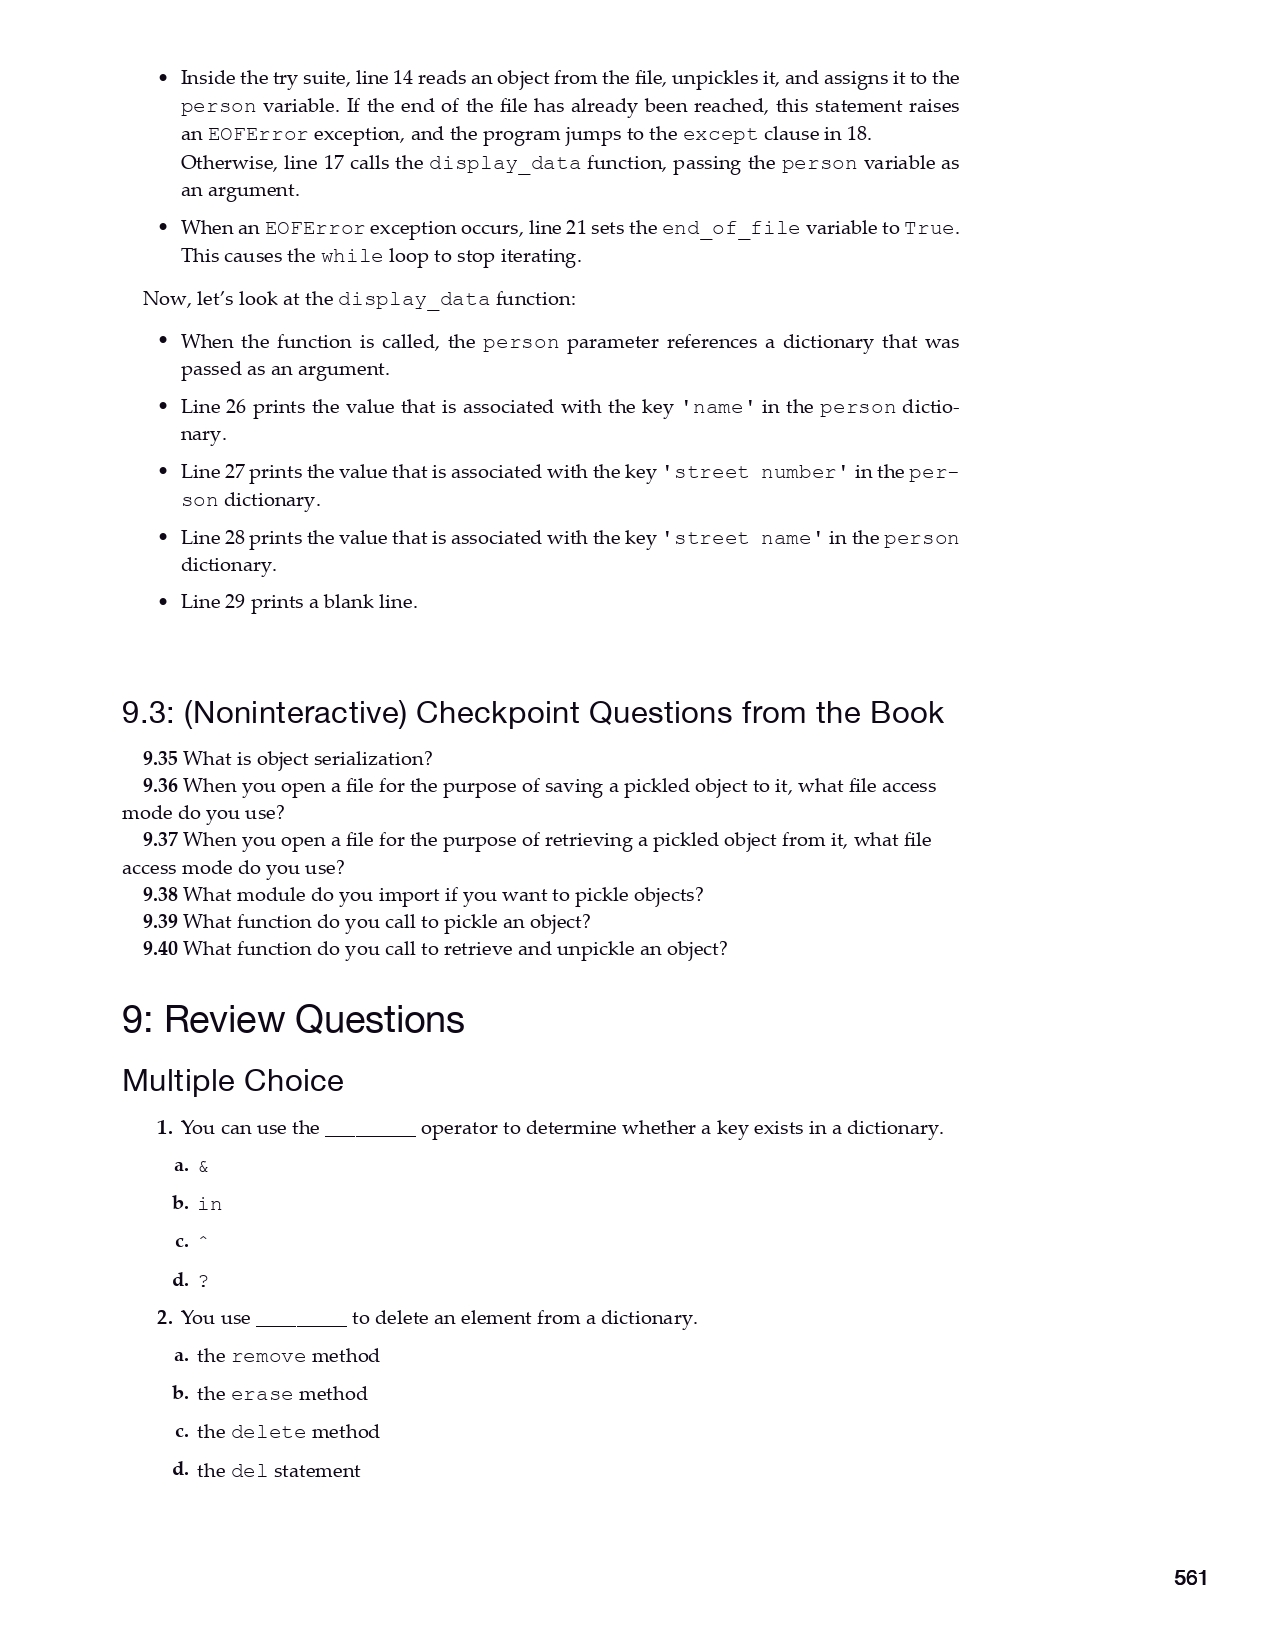 • Inside the try suite, line 14 reads an object from the file, unpickles it, and assigns it to the
person variable. If the end of the file has already been reached, this statement raises
an EOFError exception, and the program jumps to the except clause in 18.
Otherwise, line 17 calls the display_data function, passing the person variable as
an argument.
• When an EOFError exception occurs, line 21 sets the end_of_file variable to True.
This causes the while loop to stop iterating.
Now, let’s look at the display_data function:
• When the function is called, the person parameter references a dictionary that was
passed as an argument.
• Line 26 prints the value that is associated with the key 'name' in the person dictio-
nary.
• Line 27 prints the value that is associated with the key 'street number' in the per-
son dictionary.
• Line 28 prints the value that is associated with the key 'street name' in the person
dictionary.
• Line 29 prints a blank line.
9.3: (Noninteractive) Checkpoint Questions from the Book
9.35 What is object serialization?
9.36 When you open a file for the purpose of saving a pickled object to it, what file access
mode do you use?
9.37 When you open a file for the purpose of retrieving a pickled object from it, what file
access mode do you use?
9.38 What module do you import if you want to pickle objects?
9.39 What function do you call to pickle an object?
9.40 What function do you call to retrieve and unpickle an object?
9: Review Questions
Multiple Choice
1. You can use the _________ operator to determine whether a key exists in a dictionary.
a. &
b. in
c. ^
d. ?
2. You use _________ to delete an element from a dictionary.
a. the remove method
b. the erase method
c. the delete method
d. the del statement
561